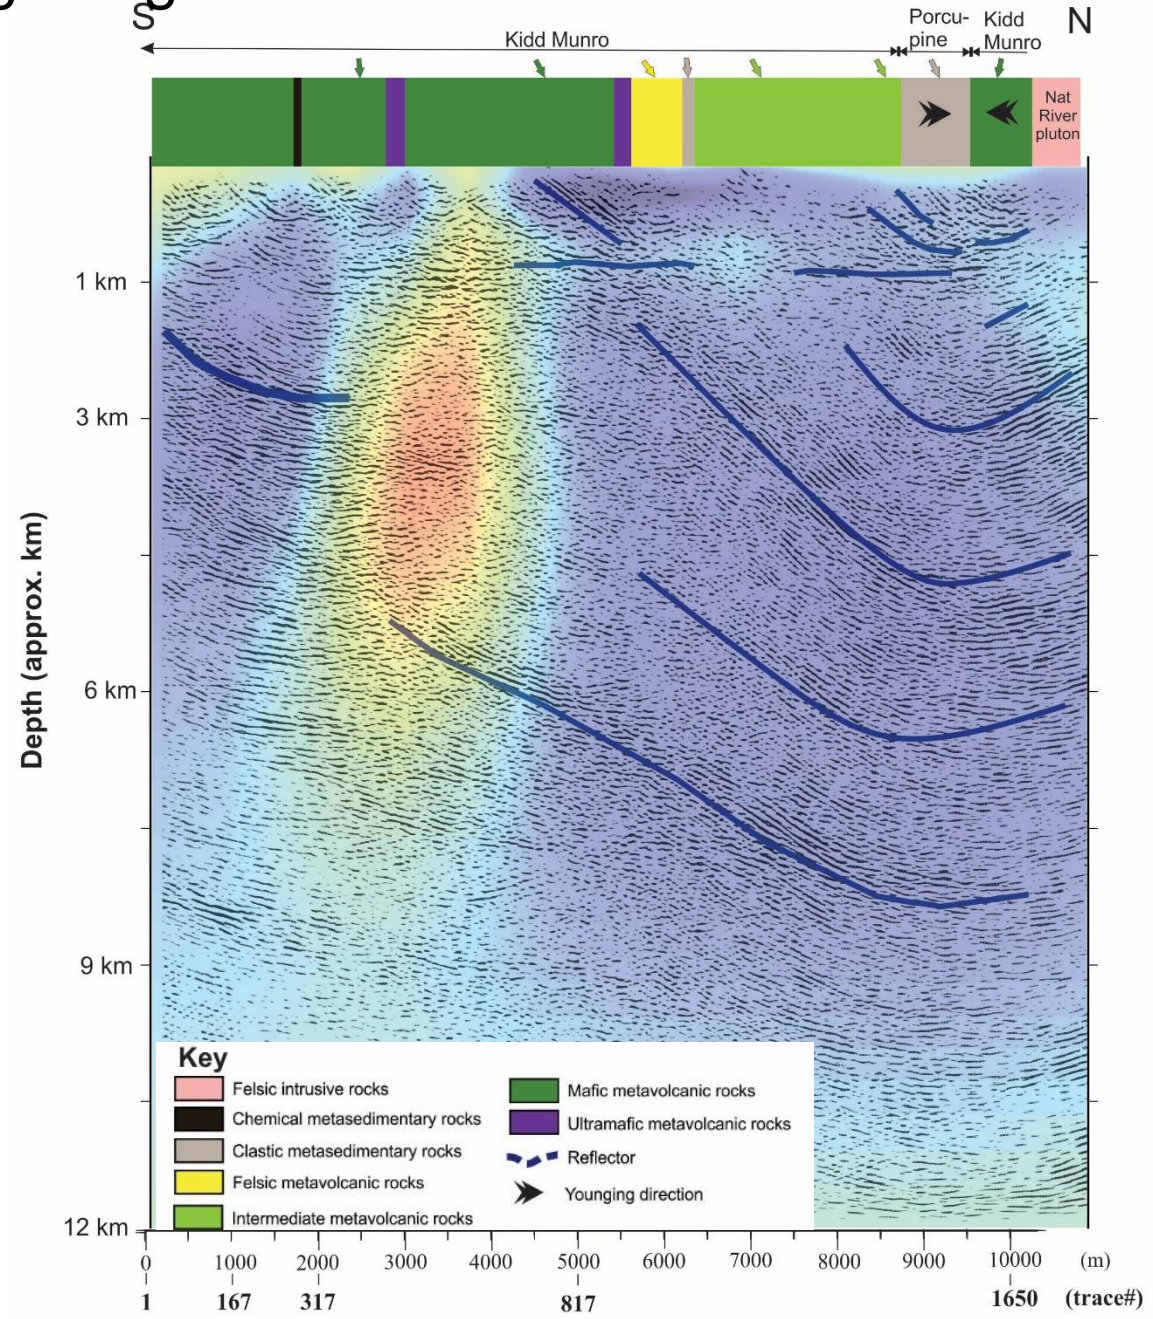 S
N
Kidd Munro
Porcu-
pine
Kidd
Munro
Nat
River
pluton
Depth (approx. km)
1 km
3 km
6 km
9 km
12 km
Key
Felsic intrusive rocks
Chemical metasedimentary rocks
Clastic metasedimentary rocks
Felsic metavolcanic rocks
Intermediate metavolcanic rocks
Mafic metavolcanic rocks
Ultramafic metavolcanic rocks
Reflector
Younging direction
0 1000 2000 3000 4000 5000 6000 7000 8000 9000 10000 (m)
1 167 317 817 1650 (trace#)